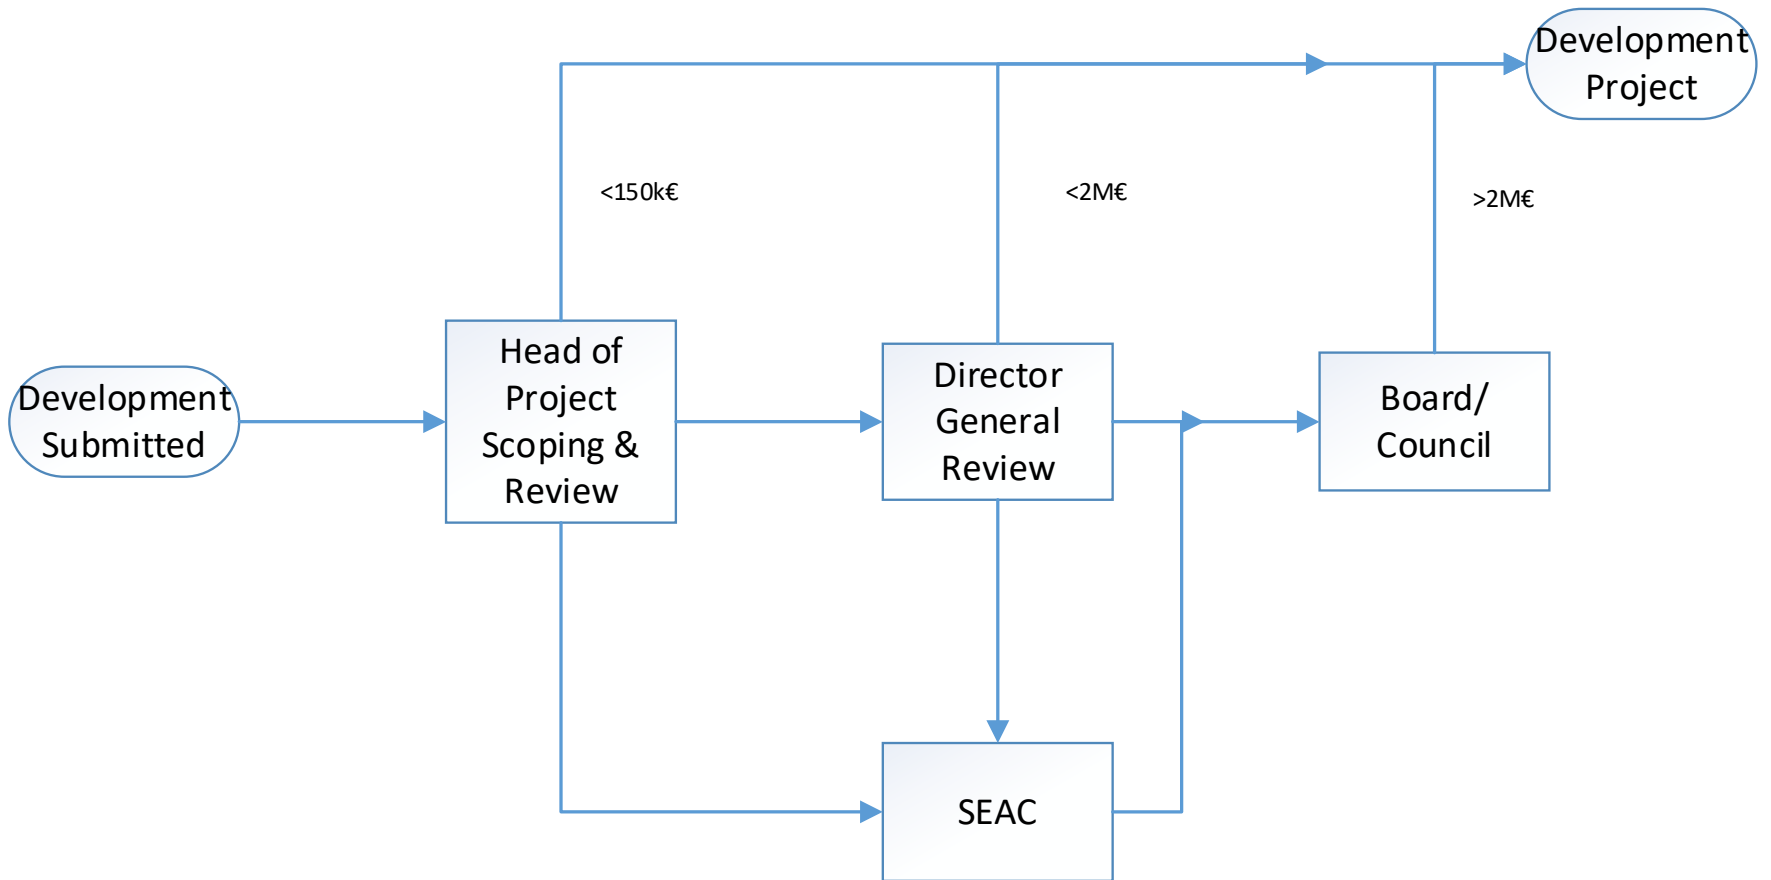 Development
Project
<150k€
<2M€
>2M€
Head of
Project
Scoping &
Review
Director
General
Review
Board/
Council
Development
Submitted
SEAC